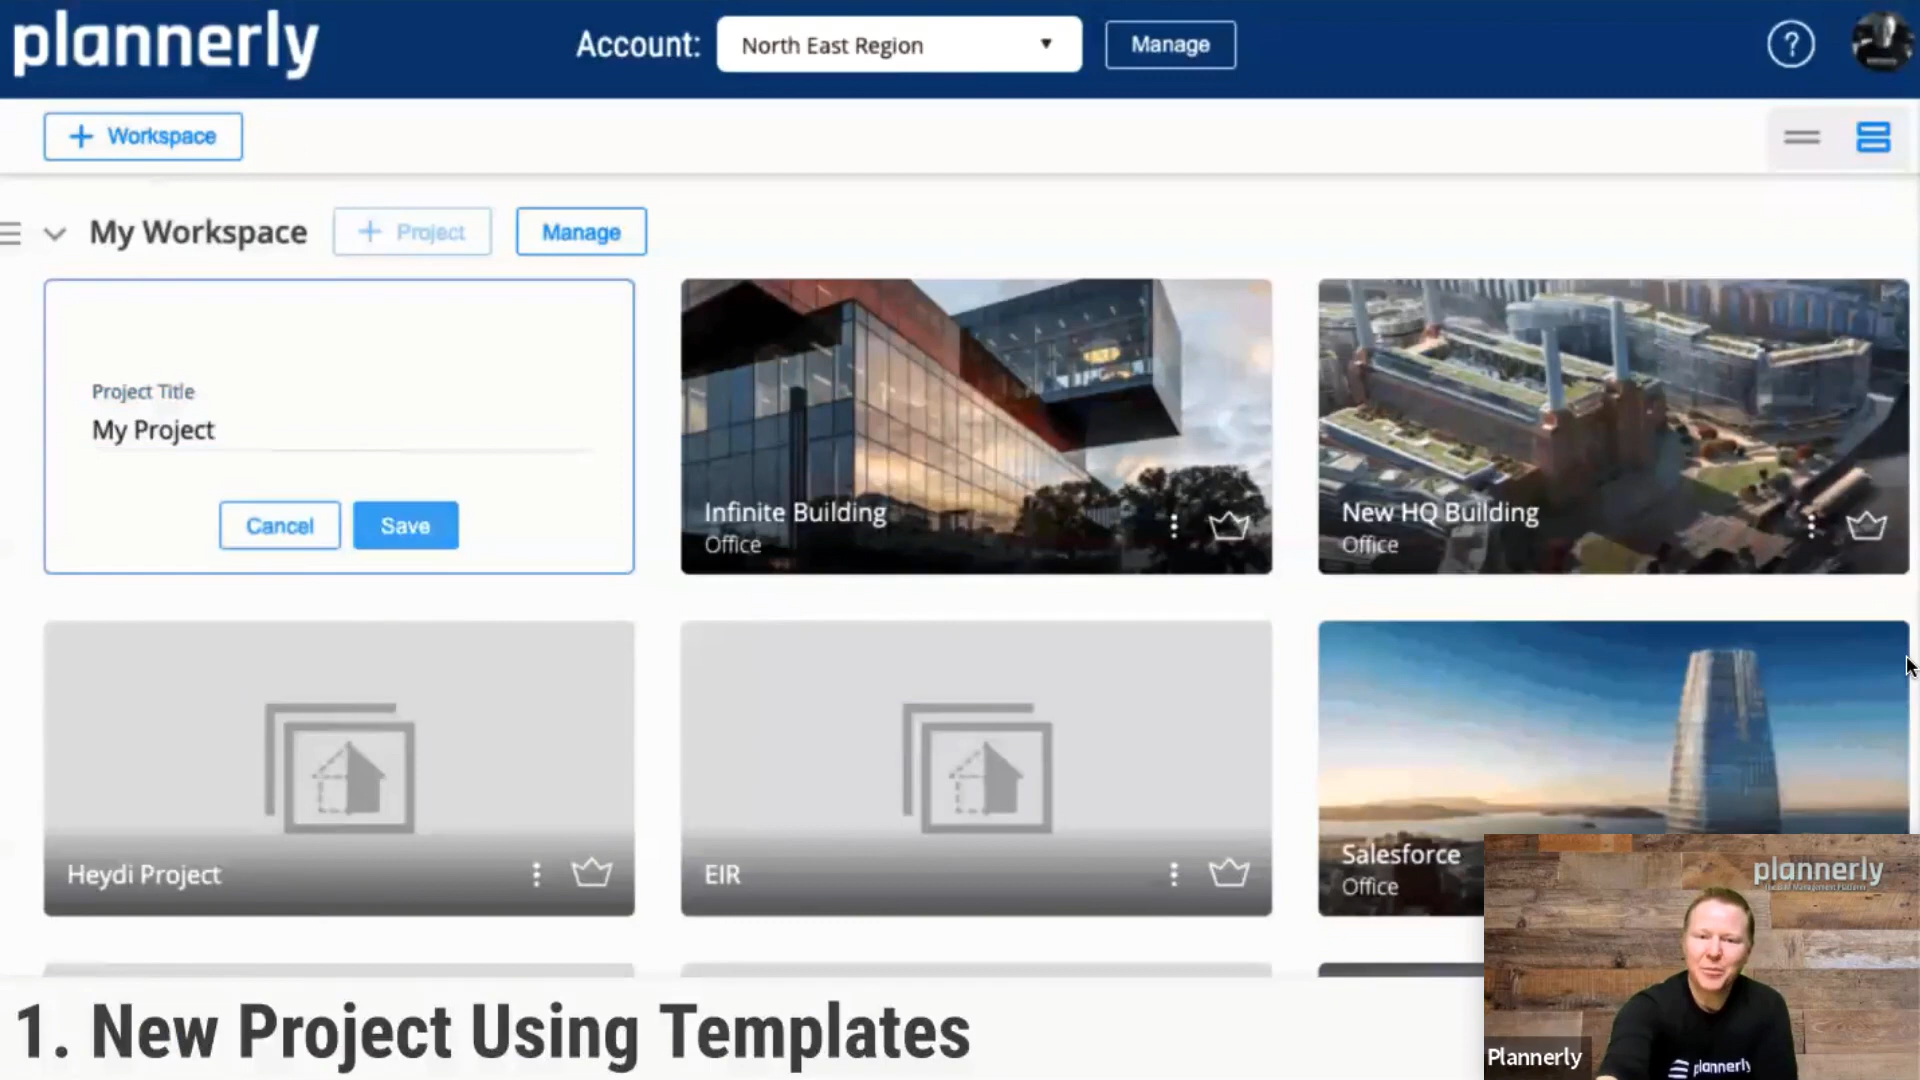 plannerly
Account:
North East Region
Manage
?
+ Workspace
My Workspace
+ Project
Manage
Project Title
My Project
Cancel
Save
Infinite Building
Office
New HQ Building
Office
Heydi Project
EIR
Salesforce
Office
plannerly
1. New Project Using Templates
Plannerly
plannerly